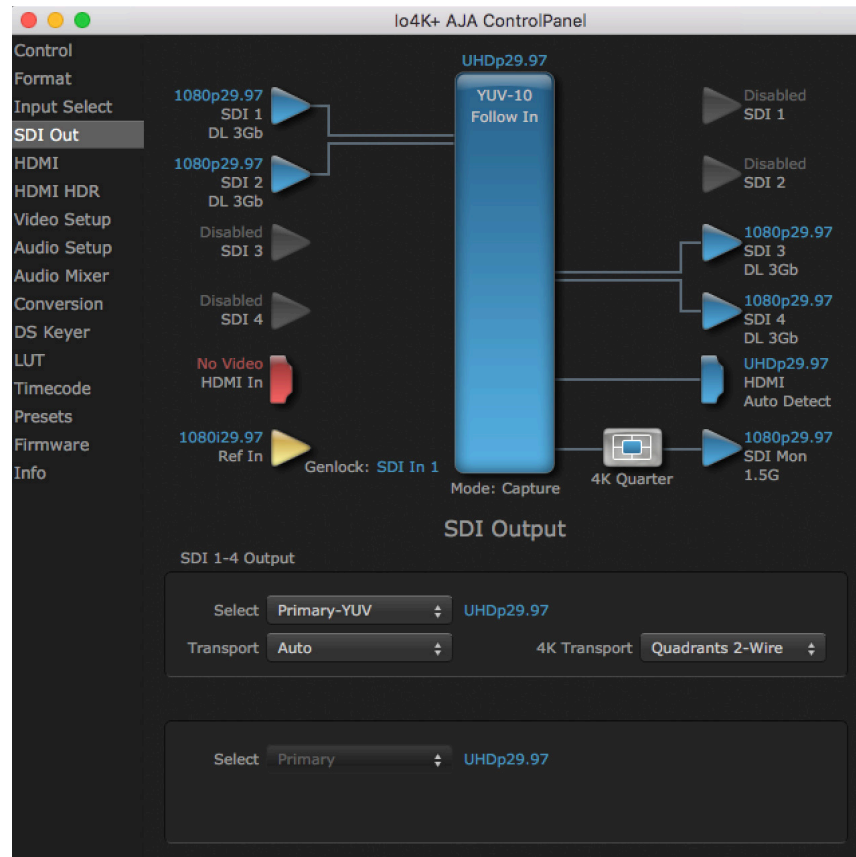 Io4K+ AJA ControlPanel
Control
Format
Input Select
SDI Out
HDMI
HDMI HDR
Video Setup
Audio Setup
Audio Mixer
Conversion
DS Keyer
LUT
Timecode
Presets
Firmware
Info
1080p29.97
SDI 1
DL 3Gb
1080p29.97
SDI 2
DL 3Gb
Disabled
SDI 3
Disabled
SDI 4
No Video
HDMI In
1080i29.97
Ref In
Genlock: SDI In 1
UHDp29.97
YUV-10
Follow In
Mode: Capture
Disabled
SDI 1
Disabled
SDI 2
1080p29.97
SDI 3
DL 3Gb
1080p29.97
SDI 4
DL 3Gb
UHDp29.97
HDMI
Auto Detect
4K Quarter
1080p29.97
SDI Mon
1.5G
SDI Output
SDI 1-4 Output
Select Primary-YUV UHDp29.97
Transport Auto 4K Transport Quadrants 2-Wire
Select Primary UHDp29.97